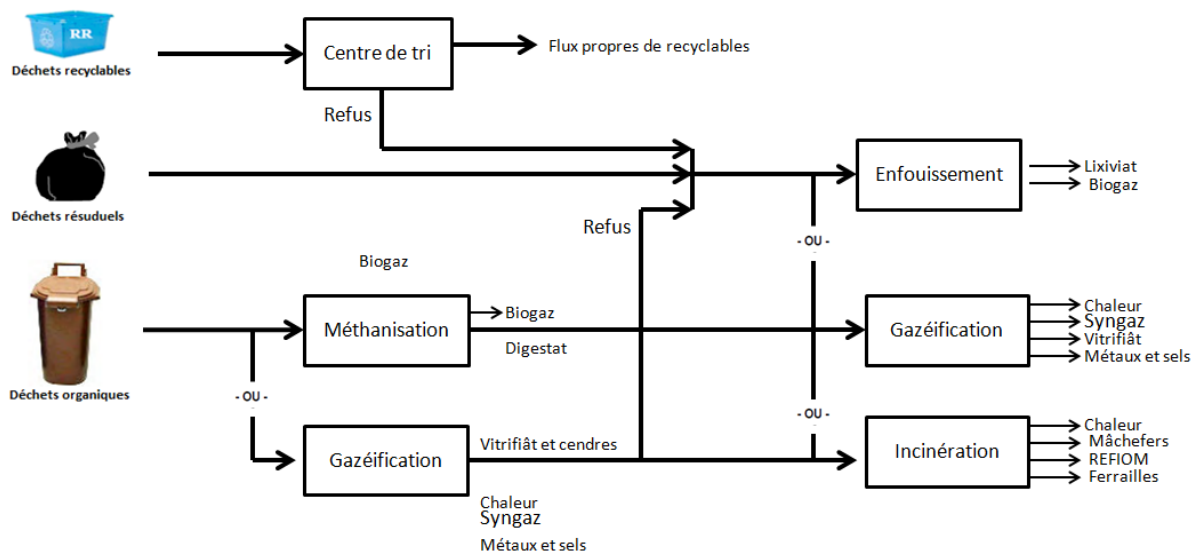 RR
Déchets recyclables
Centre de tri
Flux propres de recyclables
Refus
Déchets résuduels
Enfouissement
Lixiviat
Biogaz
Refus
- OU -
Biogaz
Méthanisation
Biogaz
Digestat
Gazéification
Chaleur
Syngaz
Vitrifiât
Métaux et sels
Déchets organiques
- OU -
- OU -
Gazéification
Vitrifiât et cendres
Chaleur
Syngaz
Métaux et sels
Incinération
Chaleur
Mâchefers
REFIOM
Ferrailles